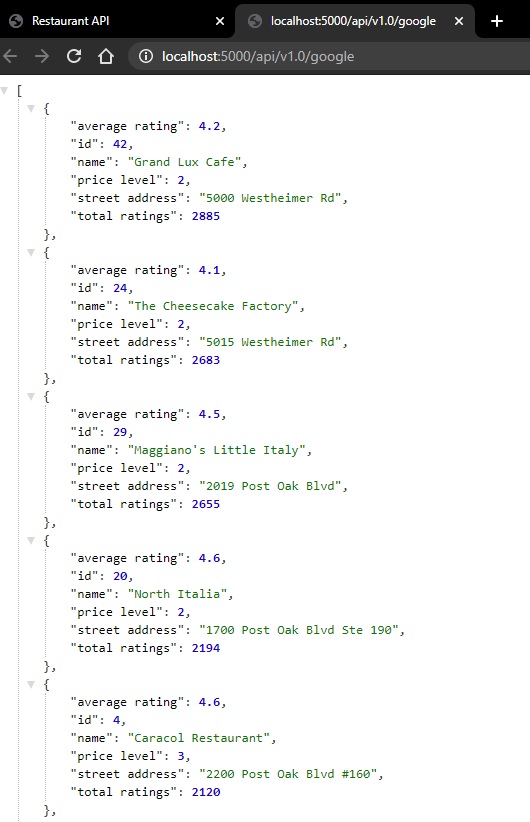 Restaurant API
localhost:5000/api/v1.0/google
localhost:5000/api/v1.0/google
[
{
"average rating": 4.2,
"id": 42,
"name": "Grand Lux Cafe",
"price level": 2,
"street address": "5000 Westheimer Rd",
"total ratings": 2885
},
{
"average rating": 4.1,
"id": 24,
"name": "The Cheesecake Factory",
"price level": 2,
"street address": "5015 Westheimer Rd",
"total ratings": 2683
},
{
"average rating": 4.5,
"id": 29,
"name": "Maggiano's Little Italy",
"price level": 2,
"street address": "2019 Post Oak Blvd",
"total ratings": 2655
},
{
"average rating": 4.6,
"id": 20,
"name": "North Italia",
"price level": 2,
"street address": "1700 Post Oak Blvd Ste 190",
"total ratings": 2194
},
{
"average rating": 4.6,
"id": 4,
"name": "Caracol Restaurant",
"price level": 3,
"street address": "2200 Post Oak Blvd #160",
"total ratings": 2120
},